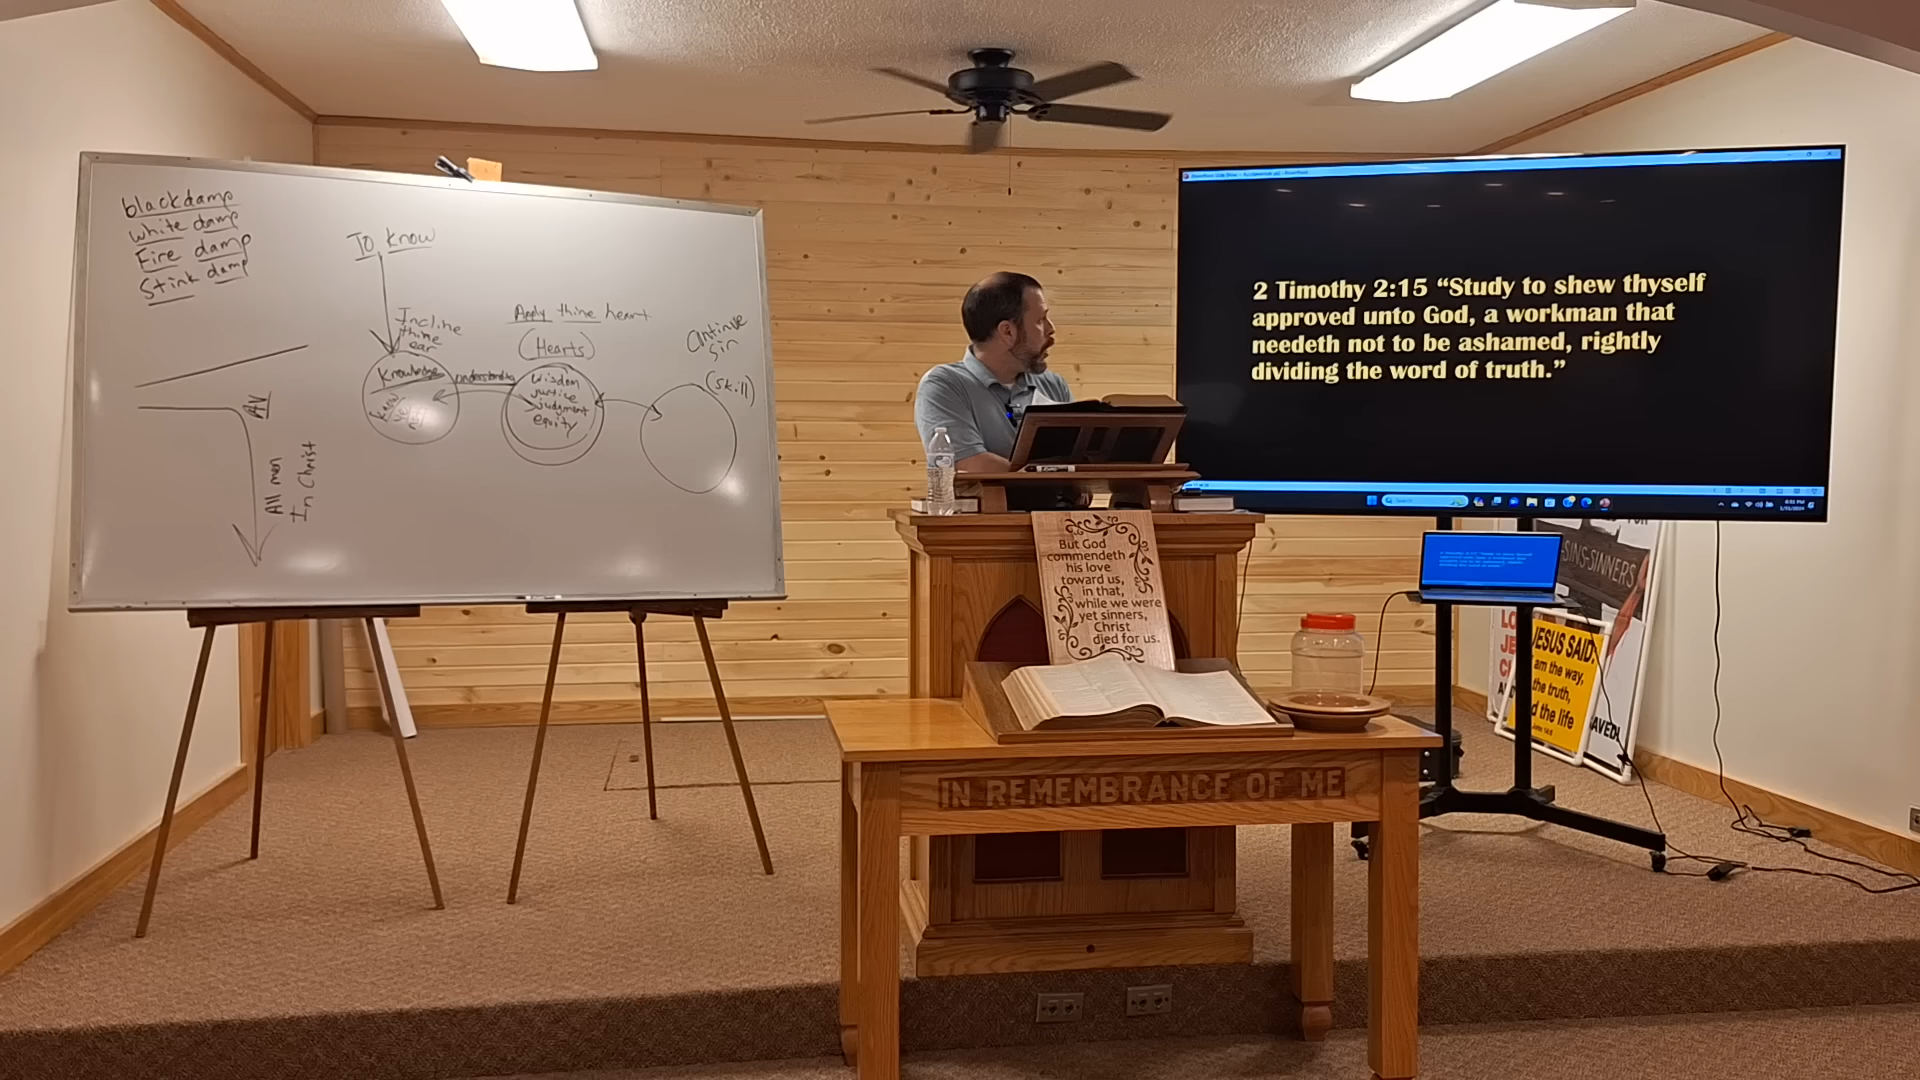 blackdamp
white damp
Fire damp
Stink damp
To know
Incline
thine
ear
Knowledge
understanding
Apply thine heart
(Hearts)
wisdom
justice
judgment
equity
(skill)
AV
All men
In Christ
2 Timothy 2:15 “Study to shew thyself
approved unto God, a workman that
needeth not to be ashamed, rightly
dividing the word of truth.”
But God
commendeth
his love
toward us,
in that,
while we were
yet sinners,
Christ
died for us.
IN REMEMBRANCE OF ME
SINS-SINNERS
JESUS SAID:
am the way,
the truth,
d the life
AVED!